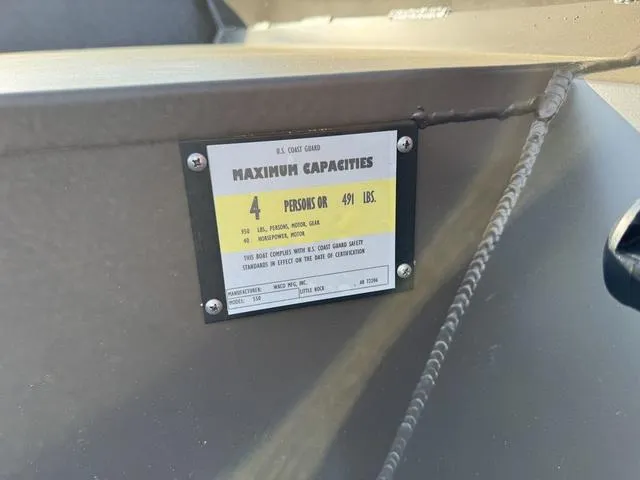 U.S. COAST GUARD
MAXIMUM CAPACITIES
4 PERSONS OR 491 LBS.
950 LBS, PERSONS, MOTOR, GEAR
40 HORSEPOWER, MOTOR
THIS BOAT COMPLIES WITH U.S. COAST GUARD SAFETY
STANDARDS IN EFFECT ON THE DATE OF CERTIFICATION
MANUFACTURER: WACO MFG, INC.
MODEL: 550 LITTLE ROCK , AR 72206